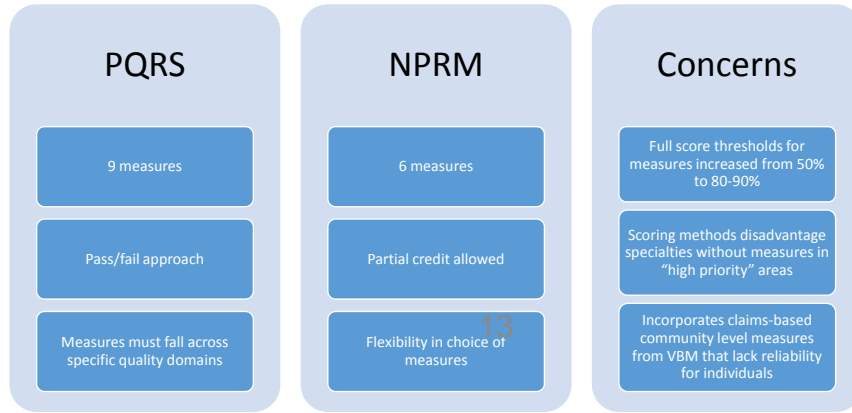 PQRS
9 measures
Pass/fail approach
Measures must fall across
specific quality domains
NPRM
6 measures
Partial credit allowed
Flexibility in choice of
measures
13
Concerns
Full score thresholds for
measures increased from 50%
to 80-90%
Scoring methods disadvantage
specialties without measures in
“high priority” areas
Incorporates claims-based
community level measures
from VBM that lack reliability
for individuals